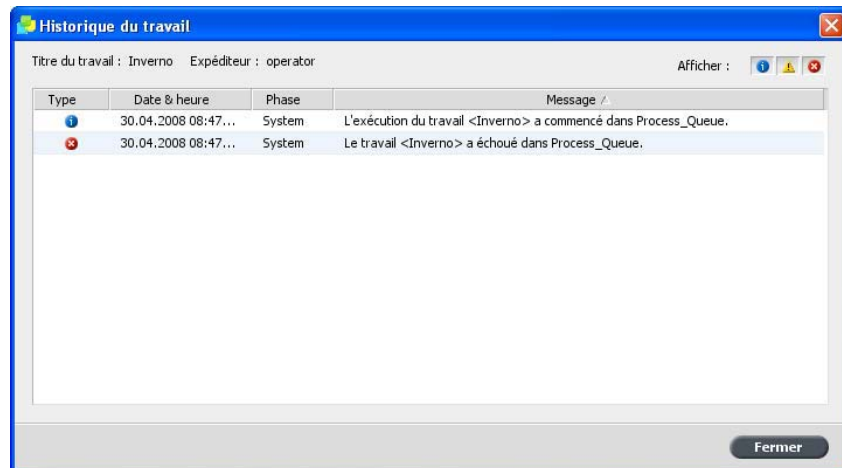 Historique du travail
Titre du travail : Inverno Expéditeur : operator Afficher :
Type Date & heure Phase Message
30.04.2008 08:47... System L'exécution du travail <Inverno> a commencé dans Process_Queue.
30.04.2008 08:47... System Le travail <Inverno> a échoué dans Process_Queue.
Fermer